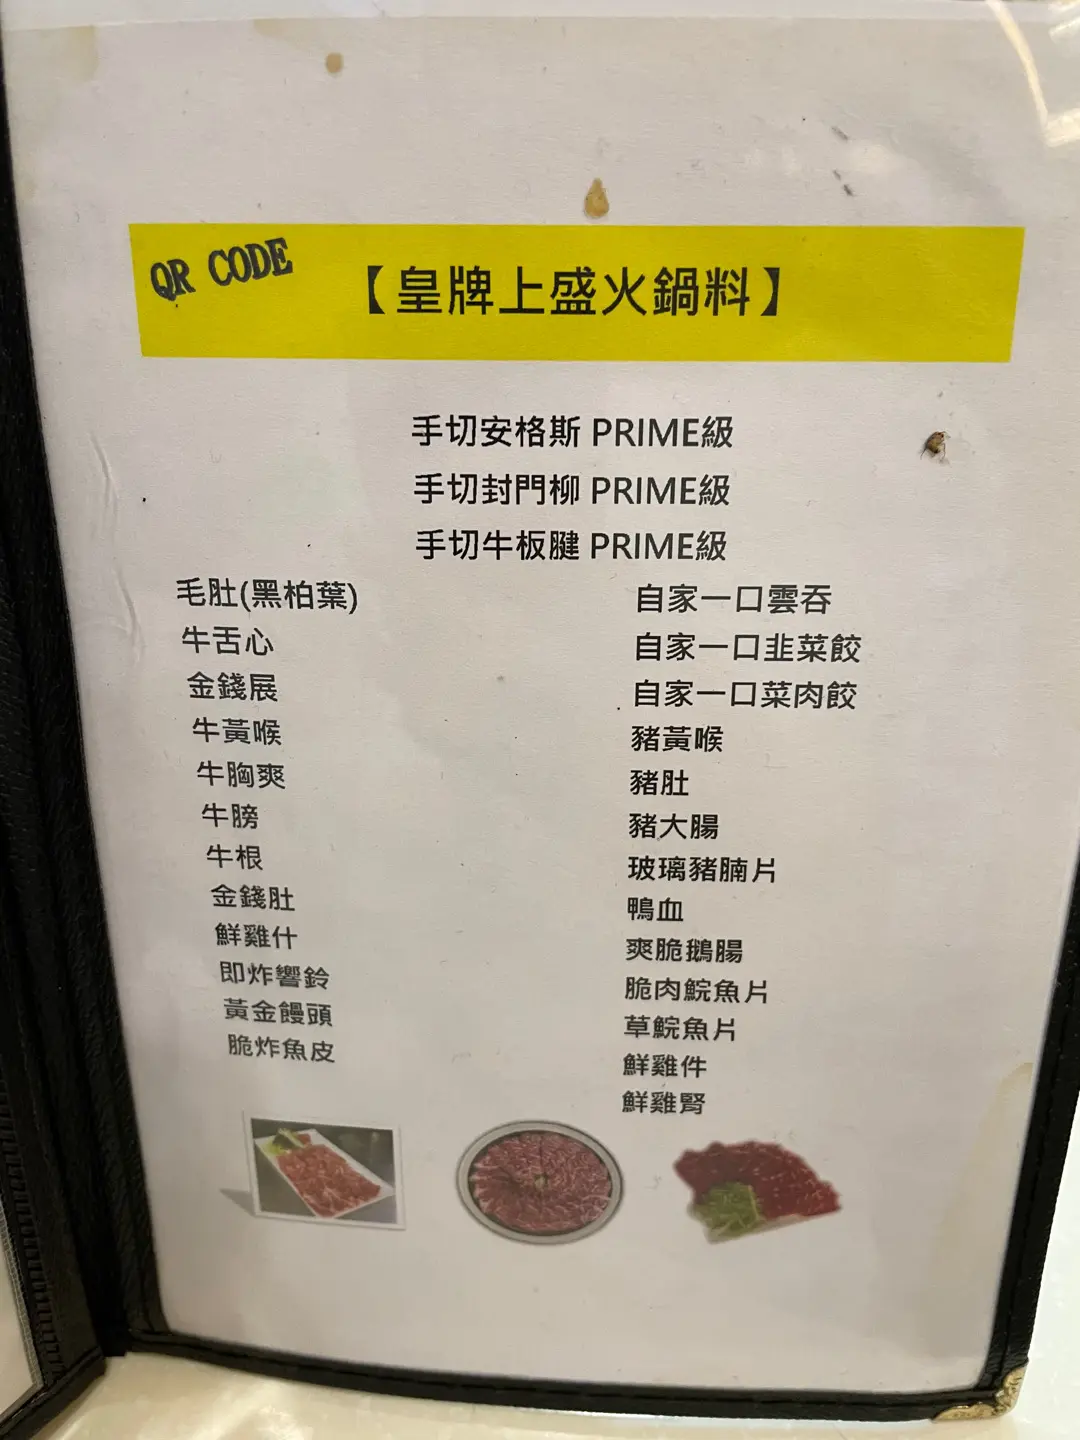 QR CODE
【皇牌上盛火鍋料】
手切安格斯 PRIME級
手切封門柳 PRIME級
手切牛板腱 PRIME級
毛肚(黑柏葉)
牛舌心
金錢展
牛黃喉
牛胸爽
牛膀
牛根
金錢肚
鮮雞什
即炸響鈴
黃金饅頭
脆炸魚皮
自家一口雲吞
自家一口韭菜餃
自家一口菜肉餃
豬黃喉
豬肚
豬大腸
玻璃豬腩片
鴨血
爽脆鵝腸
脆肉鯇魚片
草鯇魚片
鮮雞件
鮮雞腎